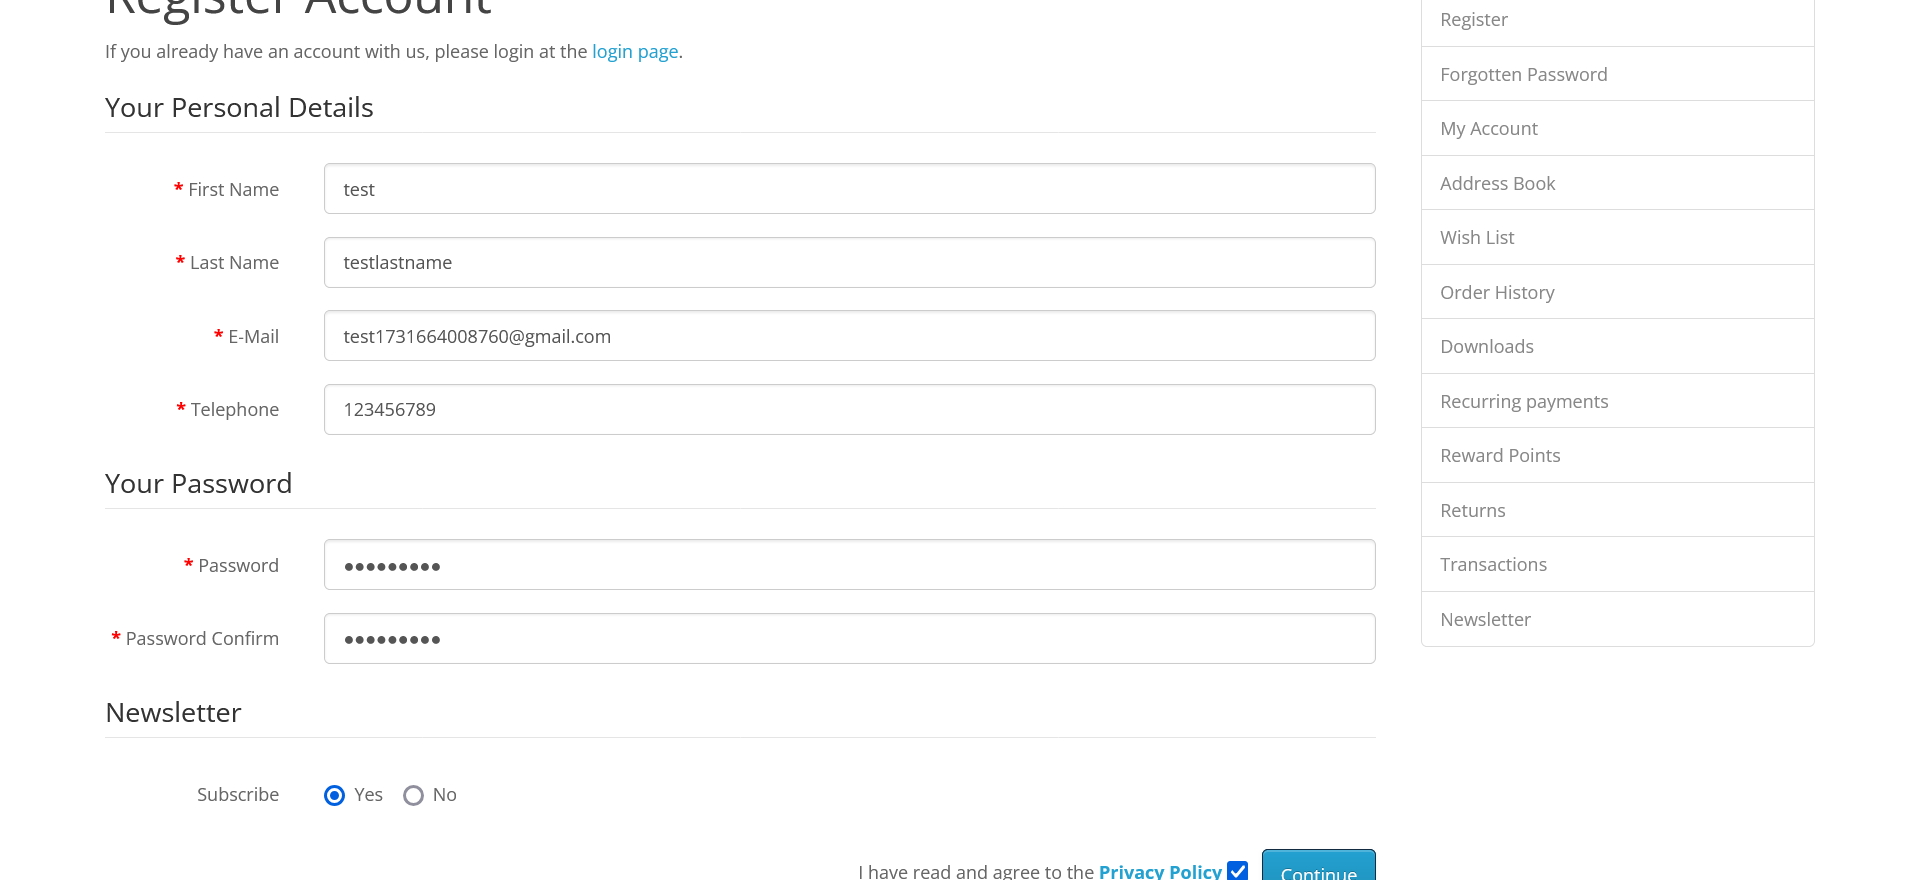 Register Account
If you already have an account with us, please login at the login page.
Your Personal Details
* First Name
test
* Last Name
testlastname
* E-Mail
test1731664008760@gmail.com
* Telephone
123456789
Your Password
* Password
•••••••••
* Password Confirm
•••••••••
Newsletter
Subscribe
Yes
No
I have read and agree to the Privacy Policy
Continue
Register
Forgotten Password
My Account
Address Book
Wish List
Order History
Downloads
Recurring payments
Reward Points
Returns
Transactions
Newsletter